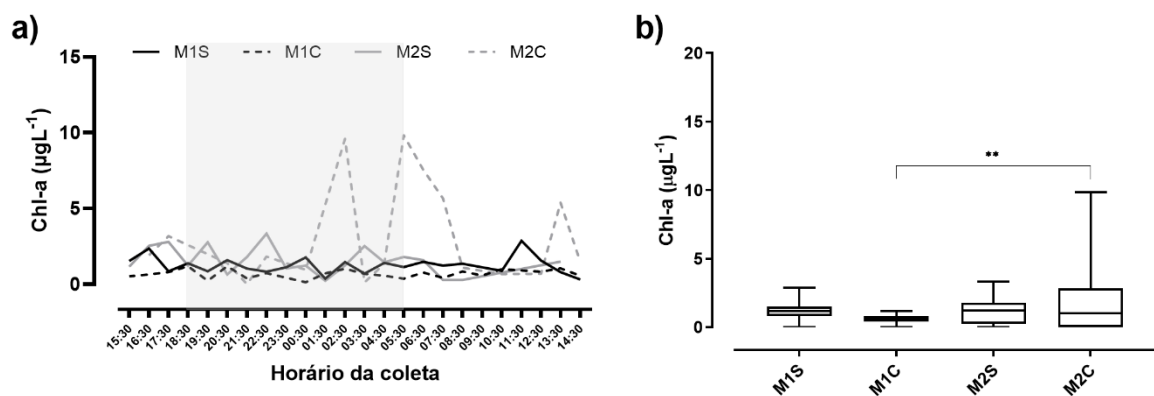 a)
M1S M1C M2S M2C
Chl-a (µgL⁻¹)
15
10
5
0
15:30 16:30 17:30 18:30 19:30 20:30 21:30 22:30 23:30 00:30 01:30 02:30 03:30 04:30 05:30 06:30 07:30 08:30 09:30 10:30 11:30 12:30 13:30 14:30
Horário da coleta
b)
Chl-a (µgL⁻¹)
20
15
10
5
0
**
M1S M1C M2S M2C